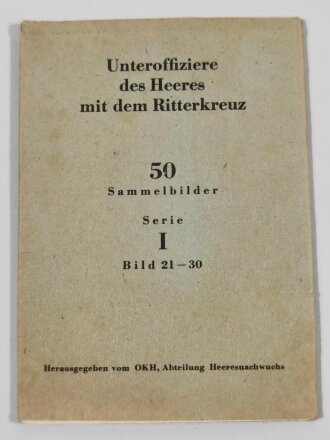 Unteroffiziere
des Heeres
mit dem Ritterkreuz
50
Sammelbilder
Serie
I
Bild 21–30
Herausgegeben vom OKH, Abteilung Heeresnachwuchs